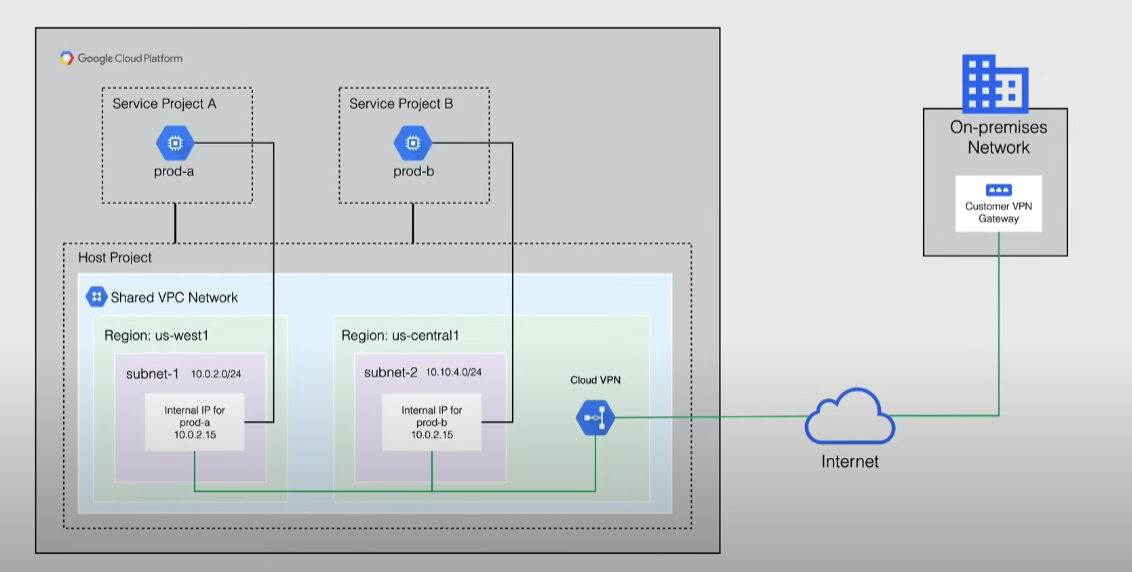 Google Cloud Platform
Service Project A
prod-a
Service Project B
prod-b
Host Project
Shared VPC Network
Region: us-west1
subnet-1 10.0.2.0/24
Internal IP for
prod-a
10.0.2.15
Region: us-central1
subnet-2 10.10.4.0/24
Internal IP for
prod-b
10.0.2.15
Cloud VPN
Internet
On-premises
Network
Customer VPN
Gateway